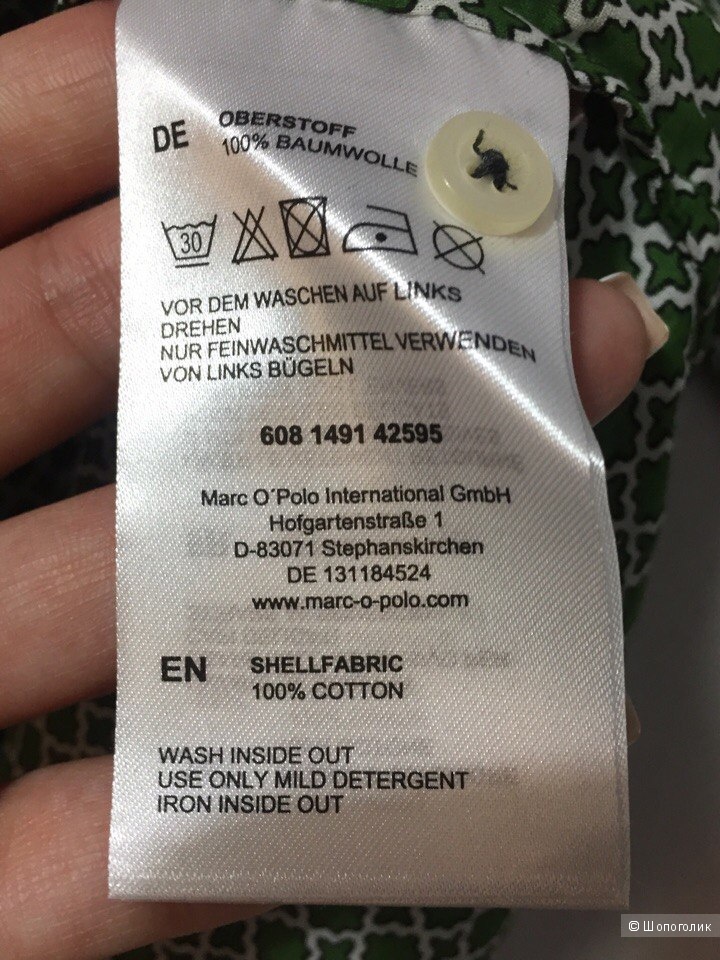 DE OBERSTOFF
100% BAUMWOLLE
30
VOR DEM WASCHEN AUF LINKS
DREHEN
NUR FEINWASCHMITTEL VERWENDEN
VON LINKS BÜGELN
608 1491 42595
Marc O´Polo International GmbH
Hofgartenstraße 1
D-83071 Stephanskirchen
DE 131184524
www.marc-o-polo.com
EN SHELLFABRIC
100% COTTON
WASH INSIDE OUT
USE ONLY MILD DETERGENT
IRON INSIDE OUT
© Шопоголик